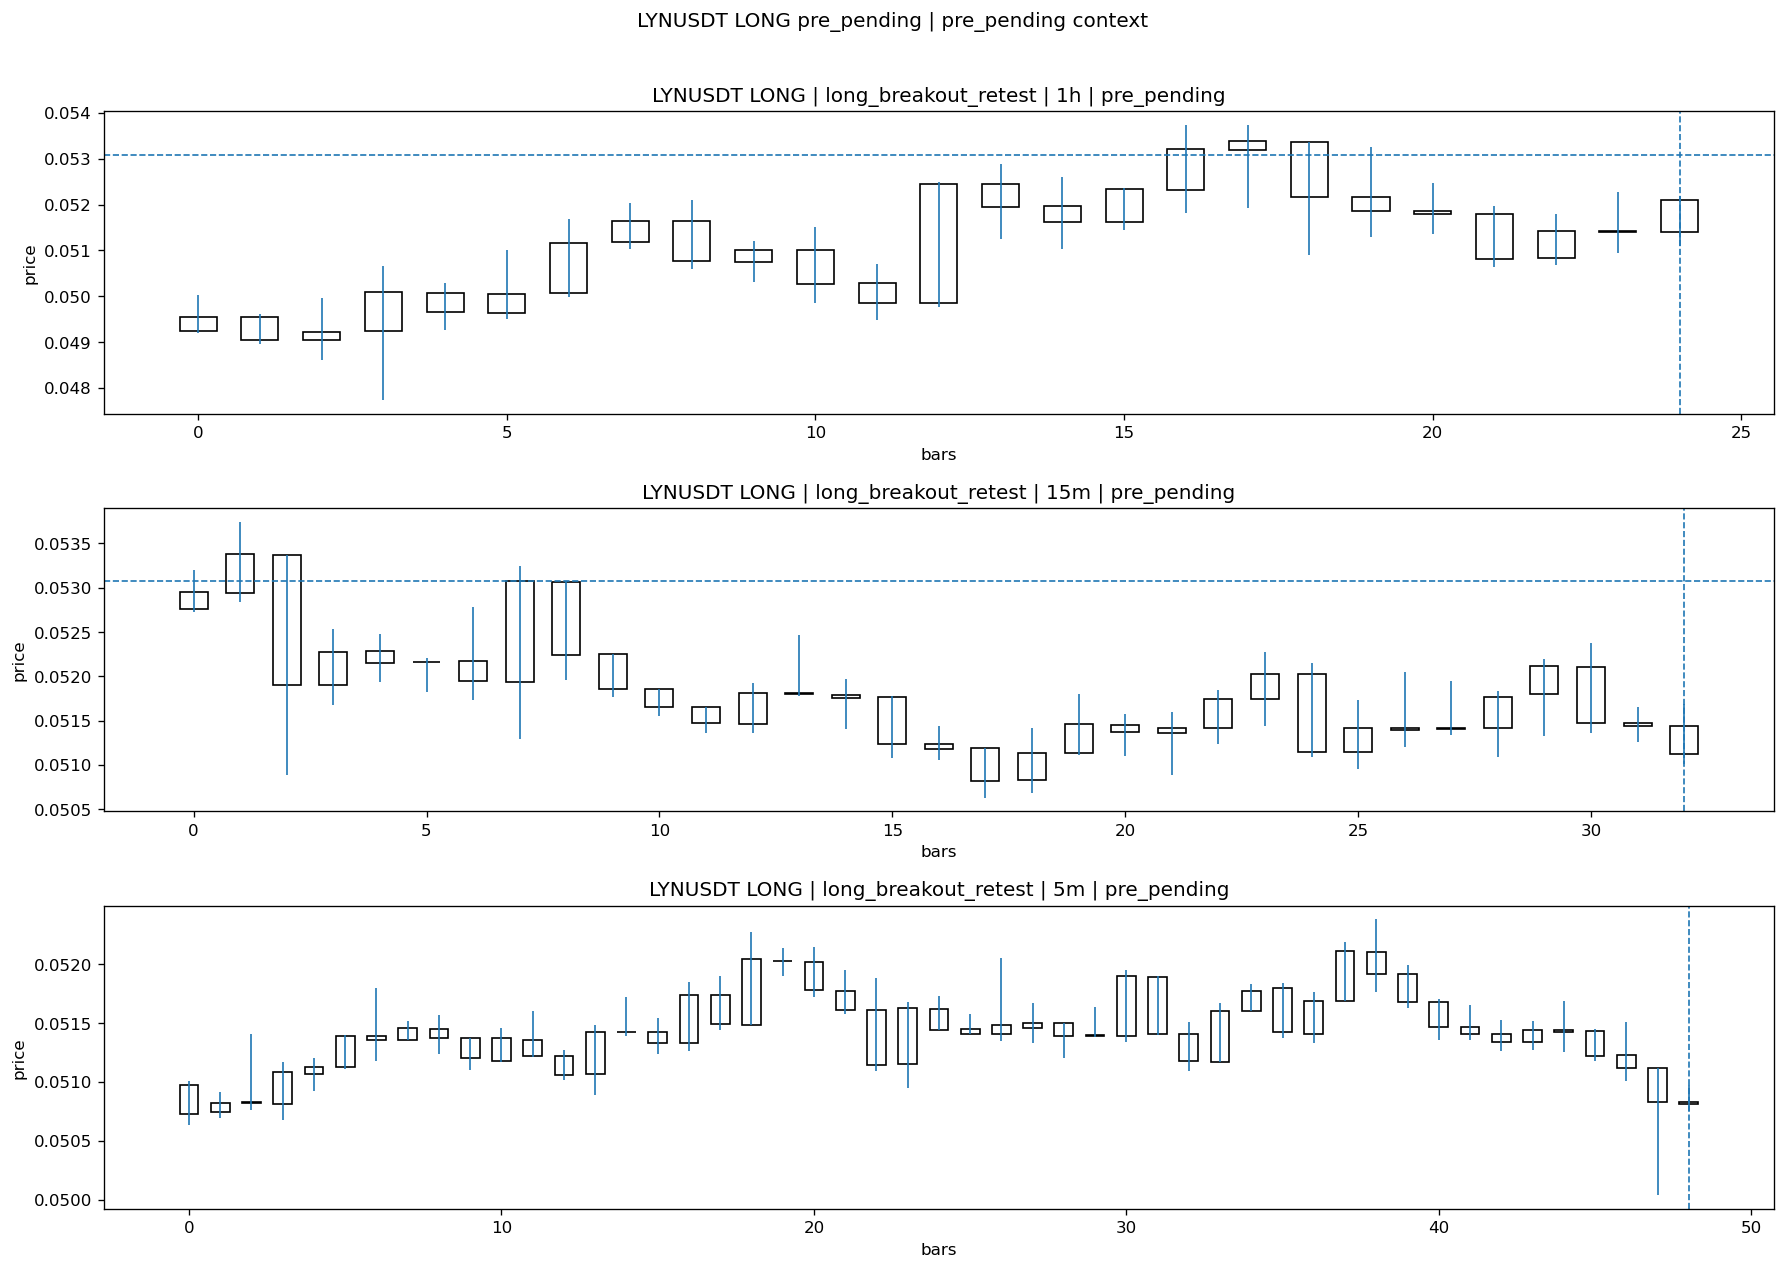 LYNUSDT LONG pre_pending | pre_pending context
LYNUSDT LONG | long_breakout_retest | 1h | pre_pending
0.054
0.053
0.052
0.051
0.050
0.049
0.048
price
0 5 10 15 20 25
bars
LYNUSDT LONG | long_breakout_retest | 15m | pre_pending
0.0535
0.0530
0.0525
0.0520
0.0515
0.0510
0.0505
price
0 5 10 15 20 25 30
bars
LYNUSDT LONG | long_breakout_retest | 5m | pre_pending
0.0520
0.0515
0.0510
0.0505
0.0500
price
0 10 20 30 40 50
bars